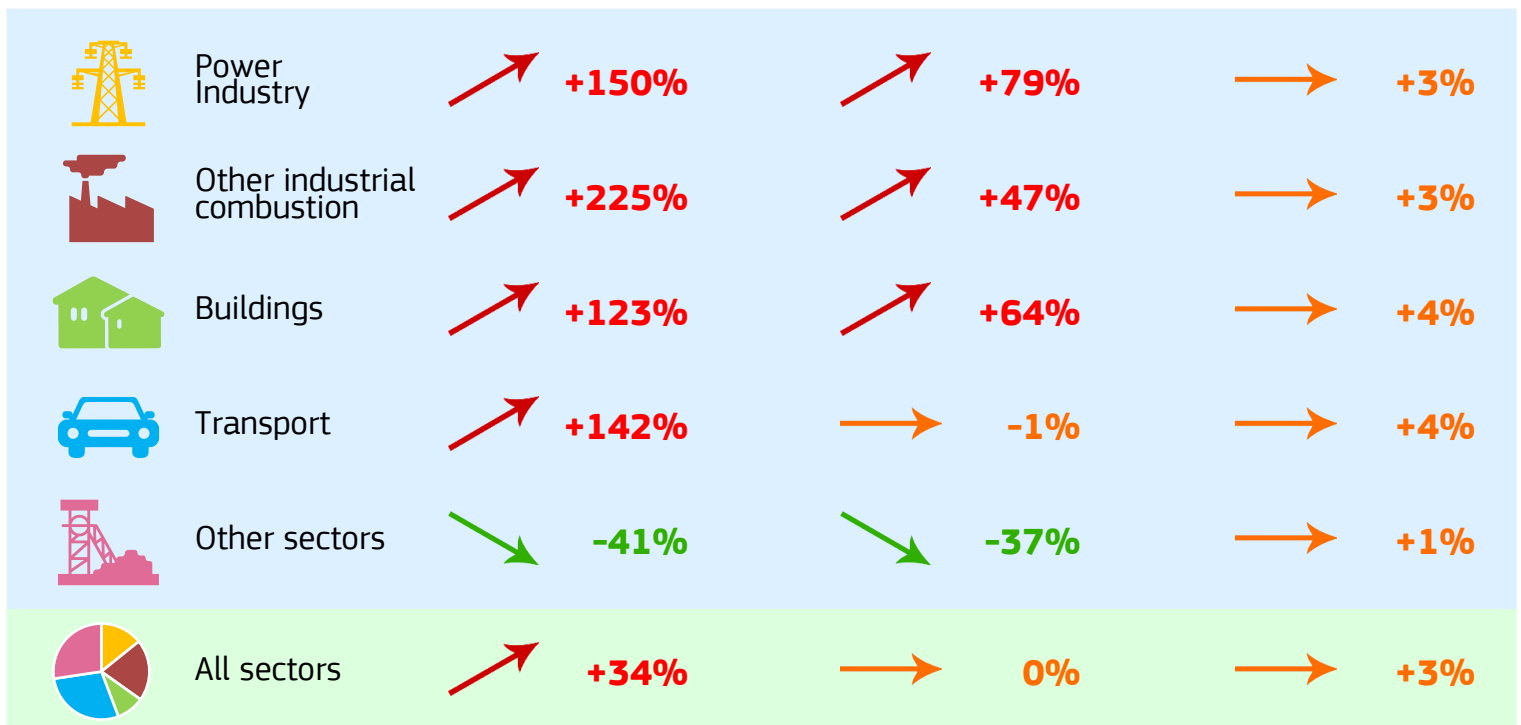 Power
Industry
+150%
+79%
+3%
Other industrial
combustion
+225%
+47%
+3%
Buildings
+123%
+64%
+4%
Transport
+142%
-1%
+4%
Other sectors
-41%
-37%
+1%
All sectors
+34%
0%
+3%